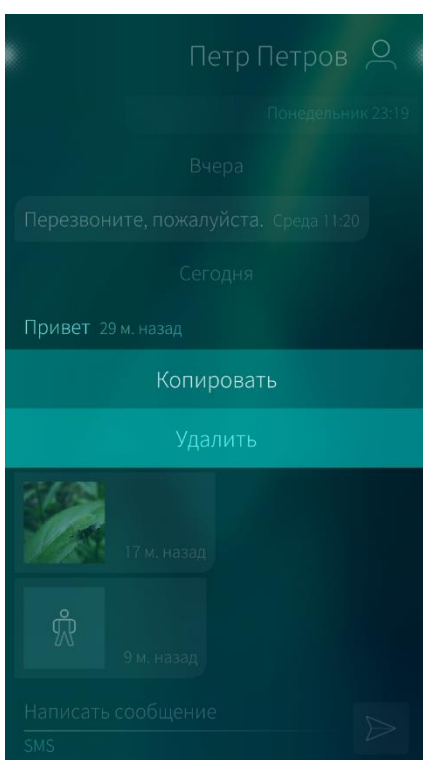 Петр Петров
Понедельник 23:19
Вчера
Перезвоните, пожалуйста. Среда 11:20
Сегодня
Привет 29 м. назад
Копировать
Удалить
17 м. назад
9 м. назад
Написать сообщение
SMS